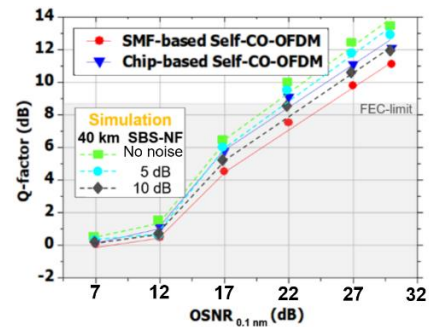 14
12
10
8
6
4
2
0
-2
Q-factor (dB)
SMF-based Self-CO-OFDM
Chip-based Self-CO-OFDM
Simulation
40 km SBS-NF
No noise
5 dB
10 dB
FEC-limit
7 12 17 22 27 32
OSNR 0.1 nm (dB)